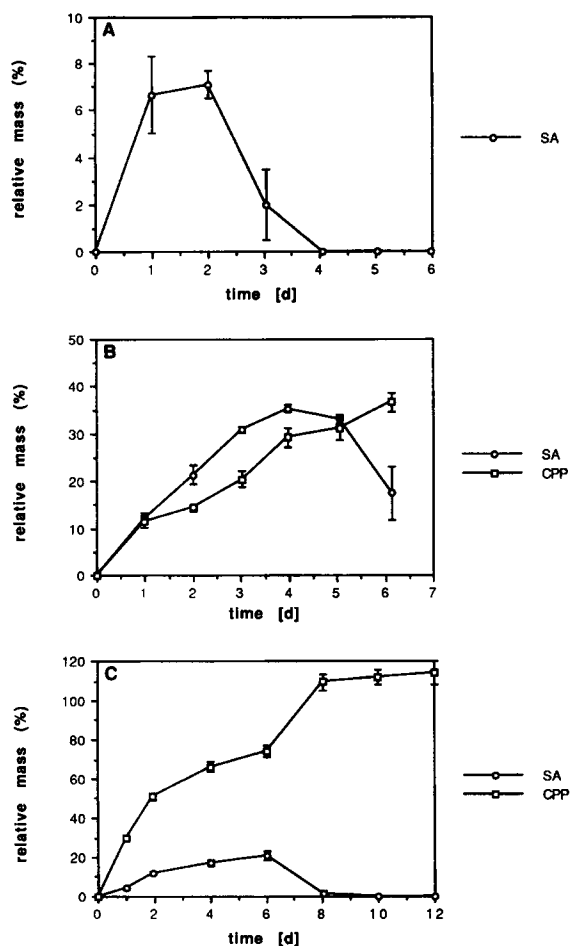 A
relative mass (%)
10
8
6
4
2
0
0 1 2 3 4 5 6
time [d]
SA
B
relative mass (%)
50
40
30
20
10
0
0 1 2 3 4 5 6 7
time [d]
SA
CPP
C
relative mass (%)
120
100
80
60
40
20
0
0 2 4 6 8 10 12
time [d]
SA
CPP